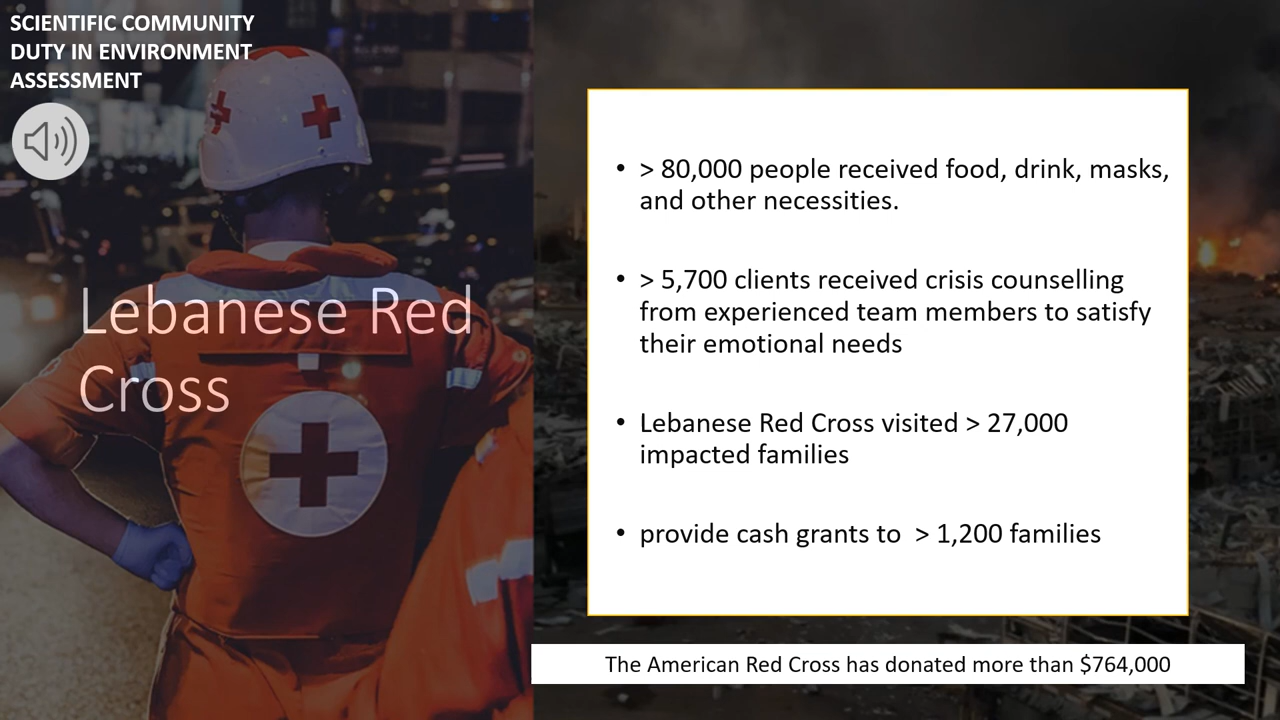 SCIENTIFIC COMMUNITY
DUTY IN ENVIRONMENT
ASSESSMENT
Lebanese Red
Cross
• > 80,000 people received food, drink, masks,
and other necessities.
• > 5,700 clients received crisis counselling
from experienced team members to satisfy
their emotional needs
• Lebanese Red Cross visited > 27,000
impacted families
• provide cash grants to  > 1,200 families
The American Red Cross has donated more than $764,000